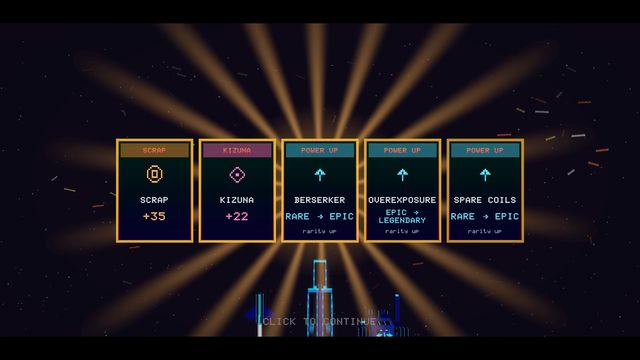 SCRAP
SCRAP
+35
KIZUNA
KIZUNA
+22
POWER UP
BERSERKER
RARE → EPIC
rarity up
POWER UP
OVEREXPOSURE
EPIC →
LEGENDARY
rarity up
POWER UP
SPARE COILS
RARE → EPIC
rarity up
CLICK TO CONTINUE